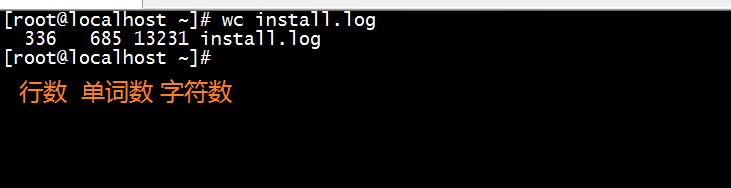 [root@localhost ~]# wc install.log
336 685 13231 install.log
[root@localhost ~]#
行数 单词数 字符数